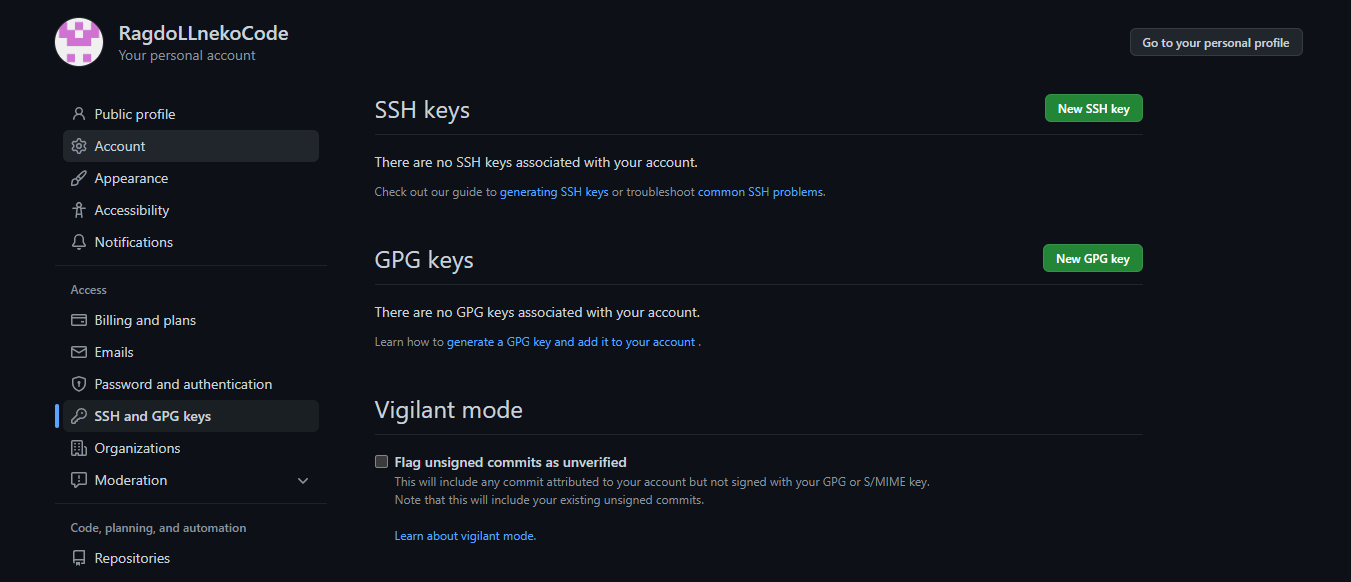 RagdoLLnekoCode
Your personal account
Go to your personal profile
Public profile
Account
Appearance
Accessibility
Notifications
Access
Billing and plans
Emails
Password and authentication
SSH and GPG keys
Organizations
Moderation
Code, planning, and automation
Repositories
SSH keys
New SSH key
There are no SSH keys associated with your account.
Check out our guide to generating SSH keys or troubleshoot common SSH problems.
GPG keys
New GPG key
There are no GPG keys associated with your account.
Learn how to generate a GPG key and add it to your account .
Vigilant mode
Flag unsigned commits as unverified
This will include any commit attributed to your account but not signed with your GPG or S/MIME key.
Note that this will include your existing unsigned commits.
Learn about vigilant mode.